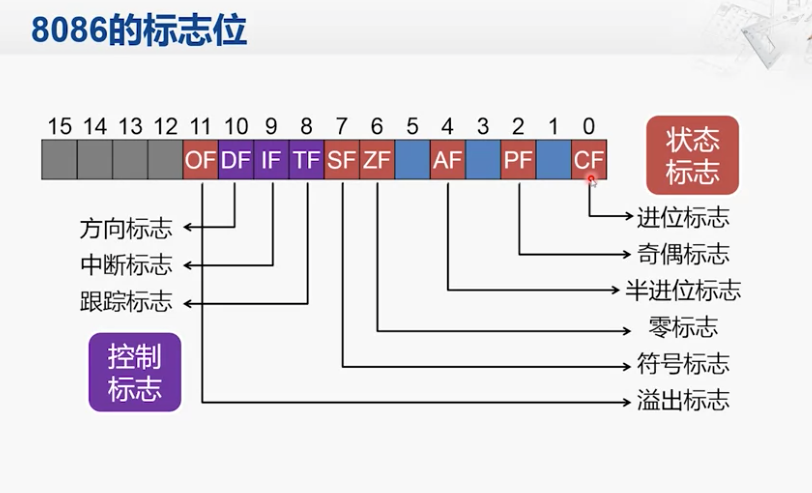 8086的标志位
15 14 13 12 11 10 9 8 7 6 5 4 3 2 1 0
OF DF IF TF SF ZF AF PF CF
状态
标志
方向标志
中断标志
跟踪标志
控制
标志
进位标志
奇偶标志
半进位标志
零标志
符号标志
溢出标志